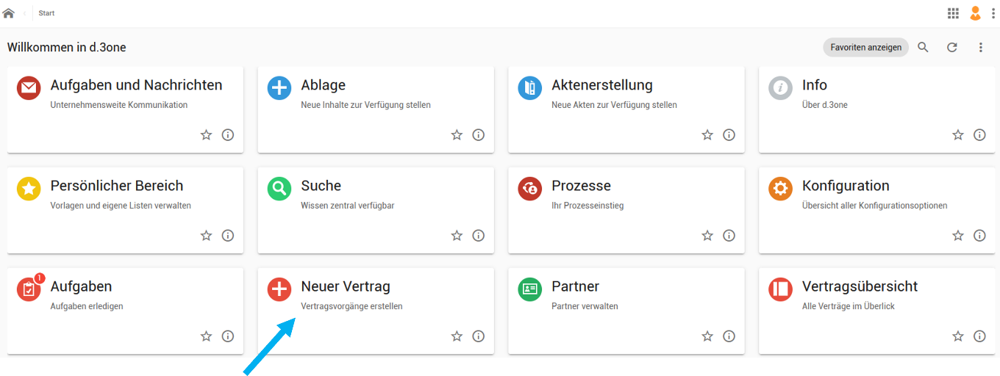 Start
Willkommen in d.3one
Favoriten anzeigen
Aufgaben und Nachrichten
Unternehmensweite Kommunikation
Ablage
Neue Inhalte zur Verfügung stellen
Aktenerstellung
Neue Akten zur Verfügung stellen
Info
Über d.3one
Persönlicher Bereich
Vorlagen und eigene Listen verwalten
Suche
Wissen zentral verfügbar
Prozesse
Ihr Prozesseinstieg
Konfiguration
Übersicht aller Konfigurationsoptionen
1
Aufgaben
Aufgaben erledigen
Neuer Vertrag
Vertragsvorgänge erstellen
Partner
Partner verwalten
Vertragsübersicht
Alle Verträge im Überlick